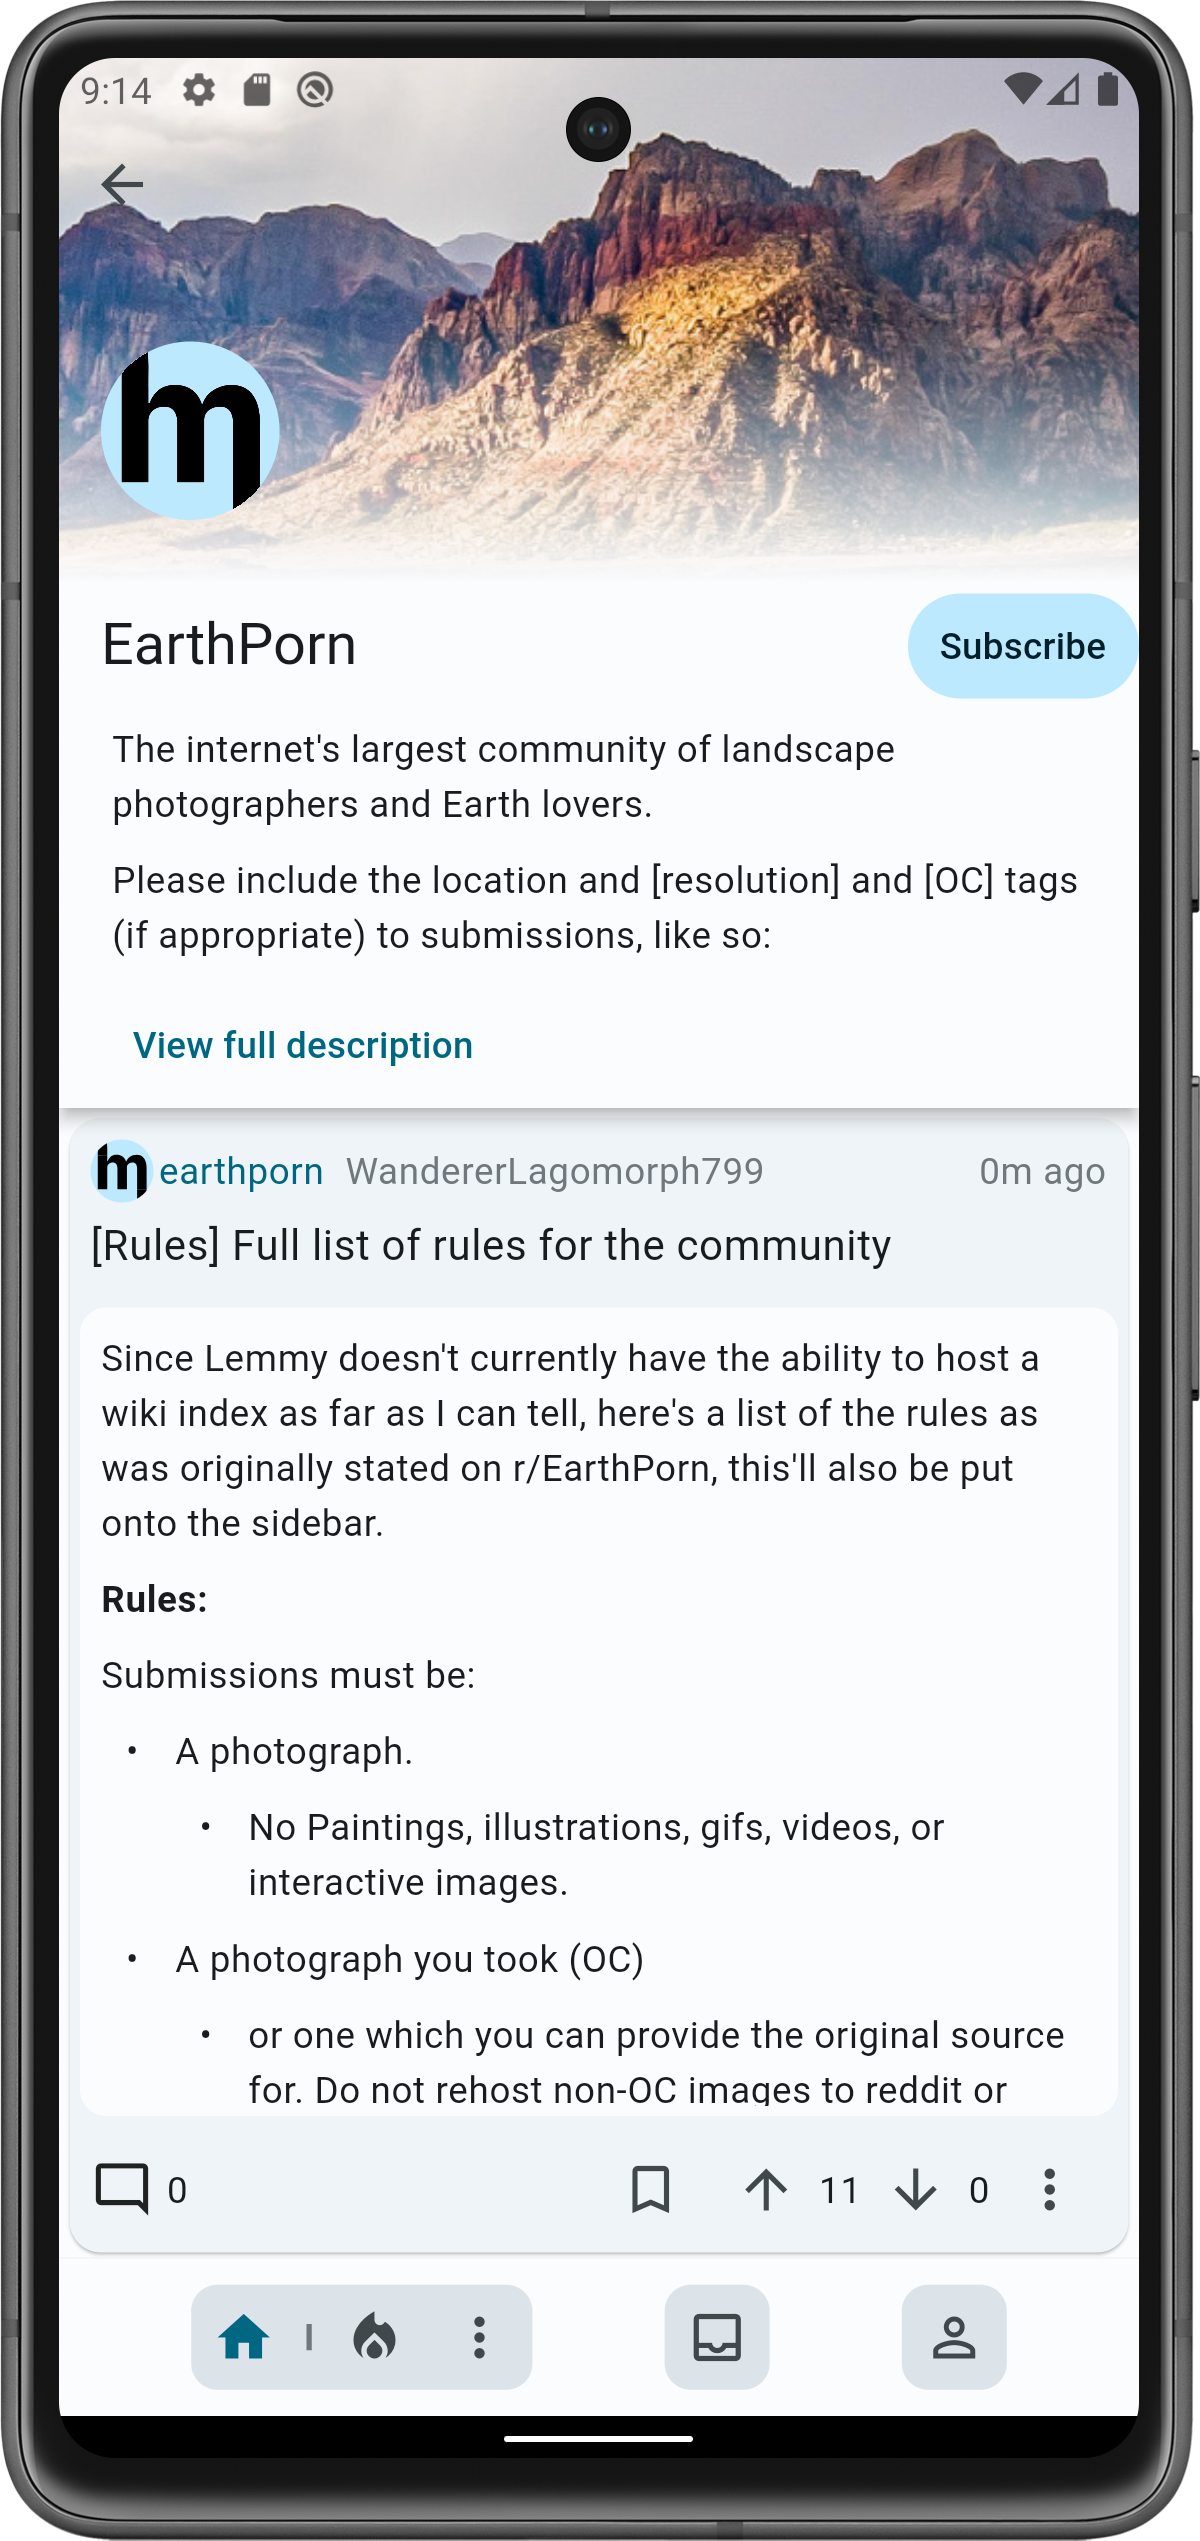 9:14
m
EarthPorn
Subscribe
The internet's largest community of landscape
photographers and Earth lovers.
Please include the location and [resolution] and [OC] tags
(if appropriate) to submissions, like so:
View full description
m earthporn WandererLagomorph799 0m ago
[Rules] Full list of rules for the community
Since Lemmy doesn't currently have the ability to host a
wiki index as far as I can tell, here's a list of the rules as
was originally stated on r/EarthPorn, this'll also be put
onto the sidebar.
Rules:
Submissions must be:
• A photograph.
• No Paintings, illustrations, gifs, videos, or
interactive images.
• A photograph you took (OC)
• or one which you can provide the original source
for. Do not rehost non-OC images to reddit or
0 11 0